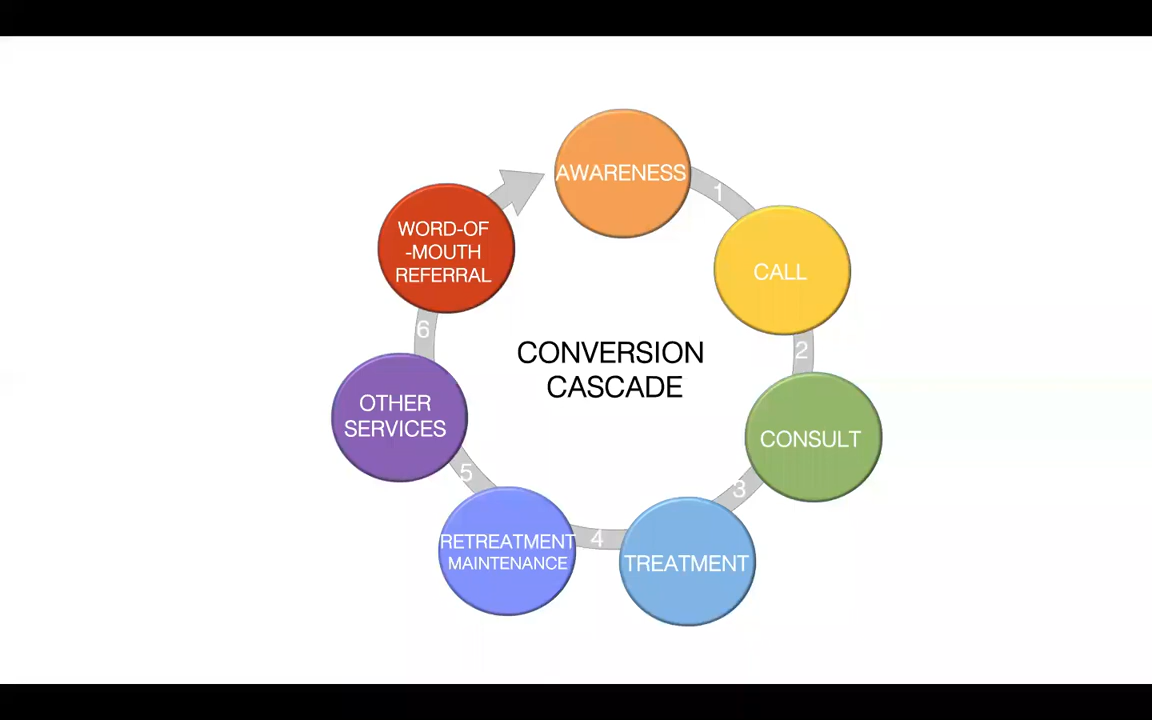 AWARENESS
1
CALL
2
CONSULT
3
TREATMENT
4
RETREATMENT
MAINTENANCE
5
OTHER
SERVICES
6
WORD-OF
-MOUTH
REFERRAL
CONVERSION
CASCADE